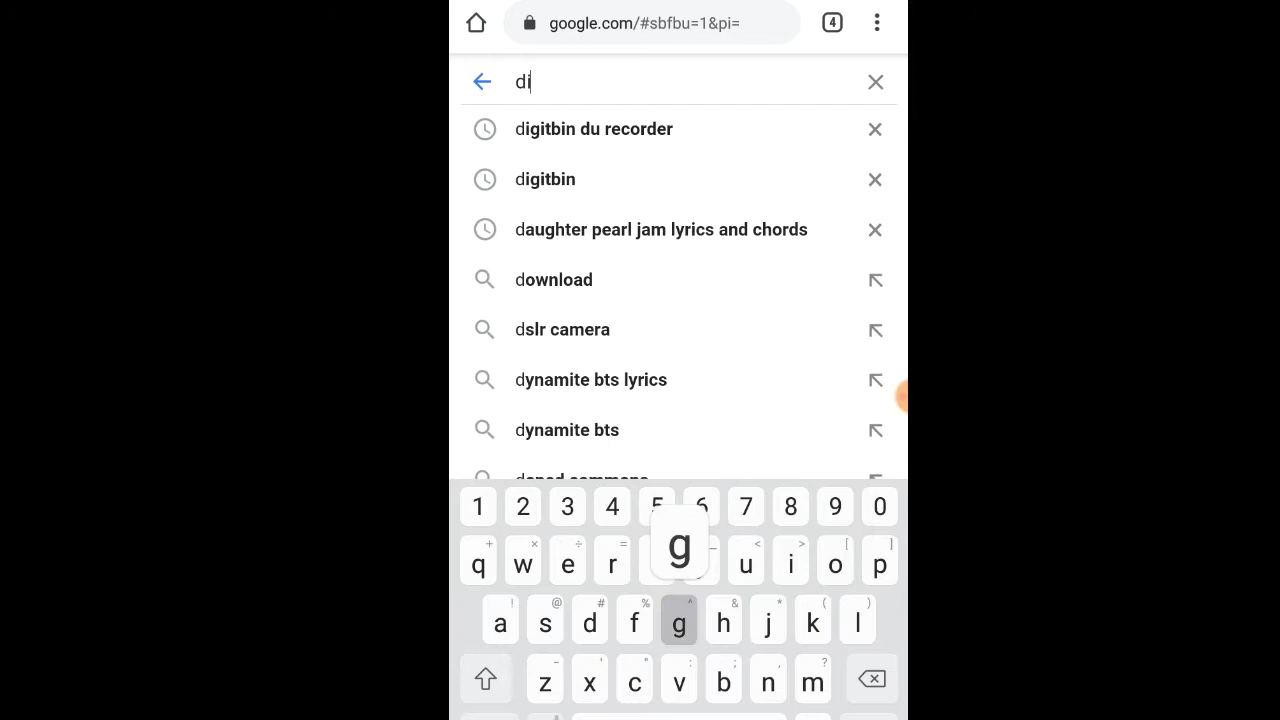 google.com/#sbfbu=1&pi=
4
di
digitbin du recorder
digitbin
daughter pearl jam lyrics and chords
download
dslr camera
dynamite bts lyrics
dynamite bts
1 2 3 4 5 6 7 8 9 0
g
+ × ÷ = _ < > [ ]
q w e r u i o p
! @ # % ^ & * ( )
a s d f g h j k l
- ' " : ; , ?
z x c v b n m